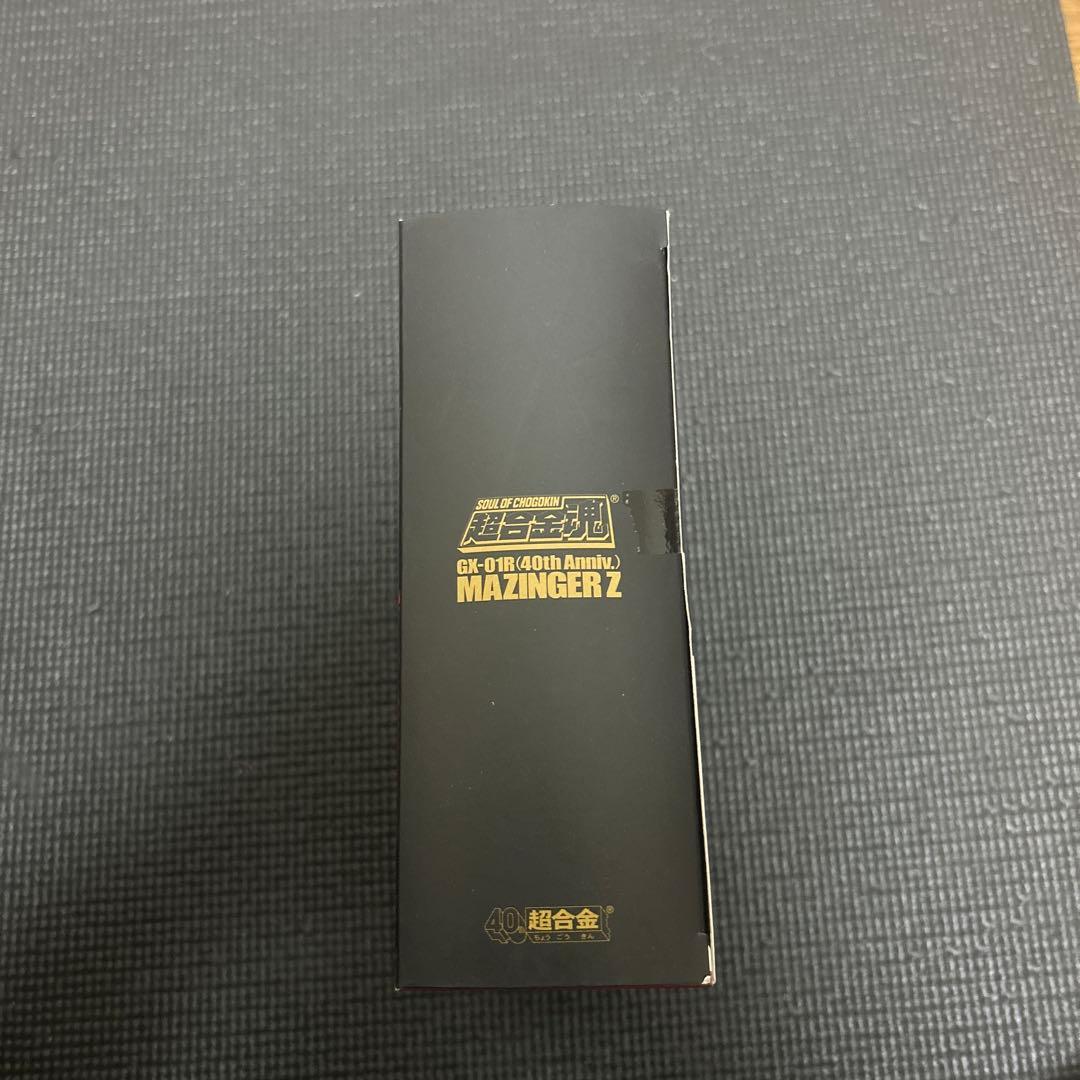 SOUL OF CHOGOKIN
超合金魂®
GX-01R(40th Anniv.)
MAZINGER Z
40th 超合金®
ちょう ごう きん